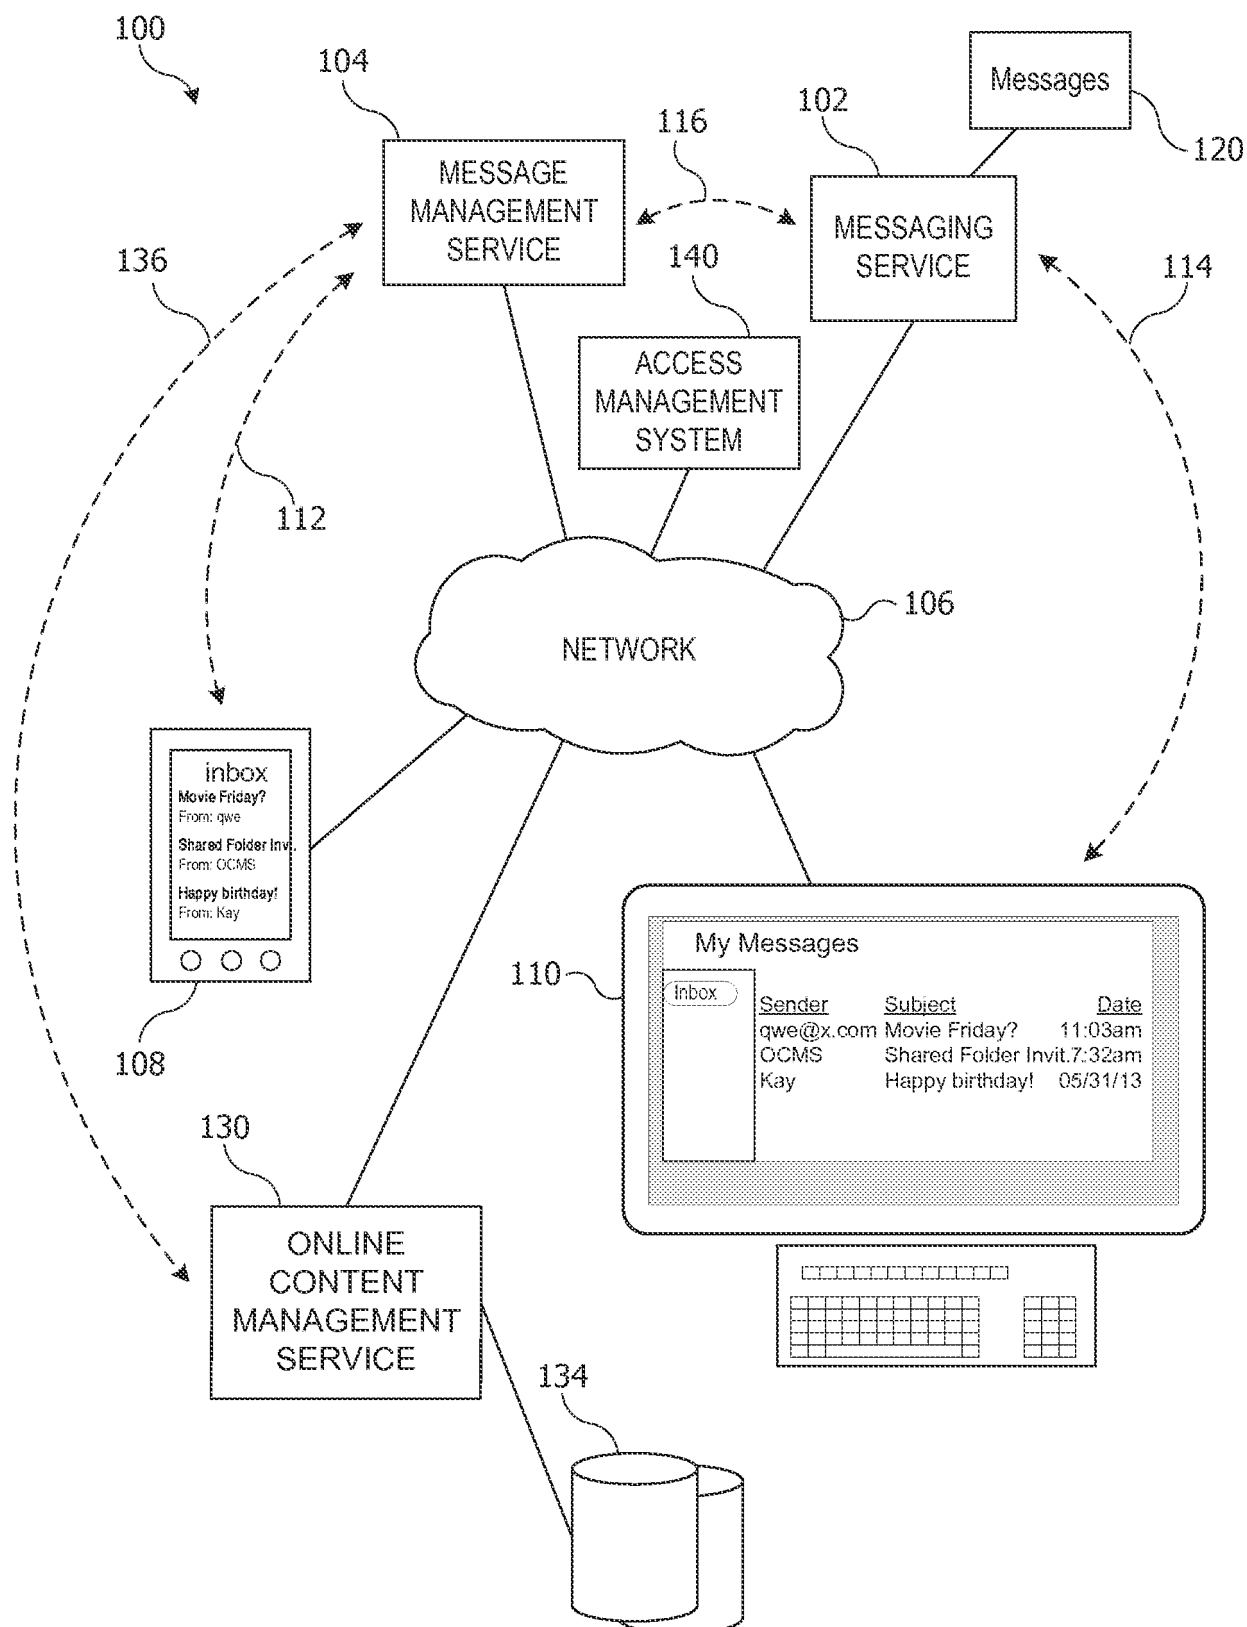 100
104
MESSAGE
MANAGEMENT
SERVICE
116
102
MESSAGING
SERVICE
Messages
120
136
140
ACCESS
MANAGEMENT
SYSTEM
114
112
NETWORK
106
inbox
Movie Friday?
From: qwe
Shared Folder Invi..
From: OCMS
Happy birthday!
From: Kay
108
110
My Messages
Inbox
Sender Subject Date
qwe@x.com Movie Friday? 11:03am
OCMS Shared Folder Invit.7:32am
Kay Happy birthday! 05/31/13
130
ONLINE
CONTENT
MANAGEMENT
SERVICE
134